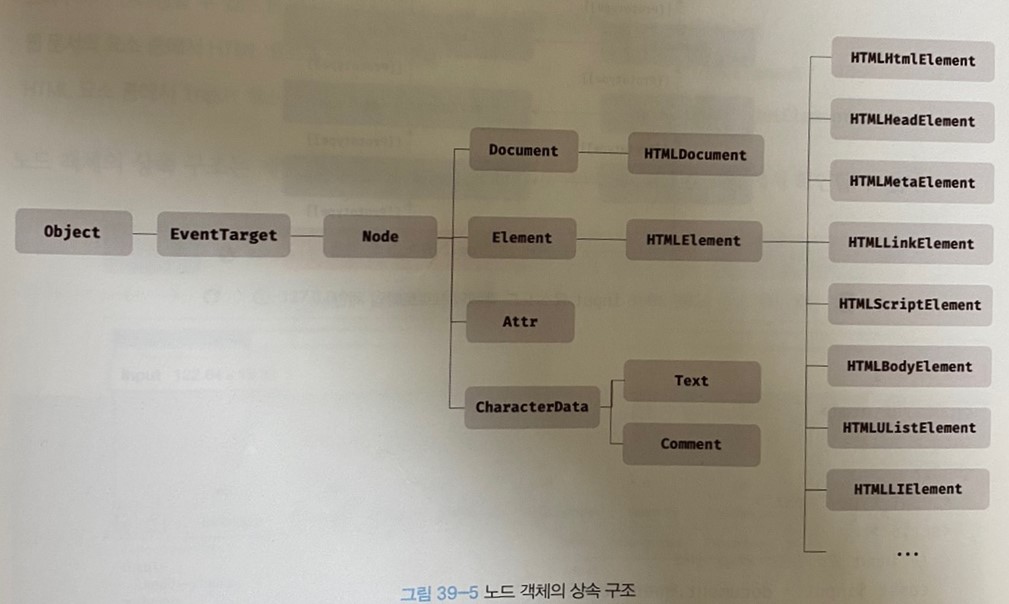 Object
EventTarget
Node
Document
HTMLDocument
Element
HTMLElement
Attr
CharacterData
Text
Comment
HTMLHtmlElement
HTMLHeadElement
HTMLMetaElement
HTMLLinkElement
HTMLScriptElement
HTMLBodyElement
HTMLUListElement
HTMLLIElement
...
그림 39-5 노드 객체의 상속 구조